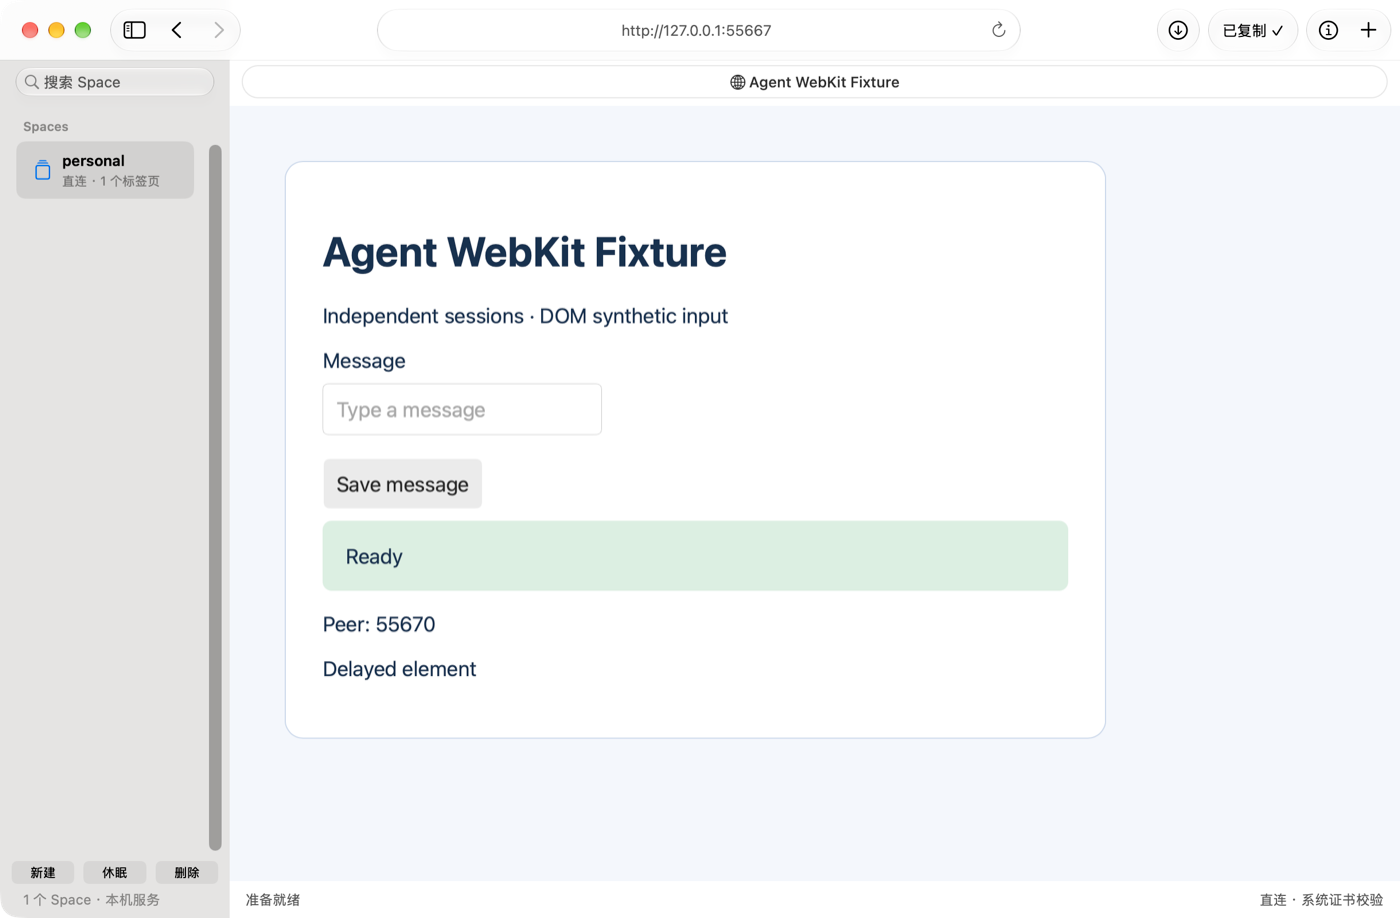 http://127.0.0.1:55667
已复制 ✓
搜索 Space
Agent WebKit Fixture
Spaces
personal
直连 · 1 个标签页
Agent WebKit Fixture
Independent sessions · DOM synthetic input
Message
Type a message
Save message
Ready
Peer: 55670
Delayed element
新建
休眠
删除
1 个 Space · 本机服务
准备就绪
直连 · 系统证书校验